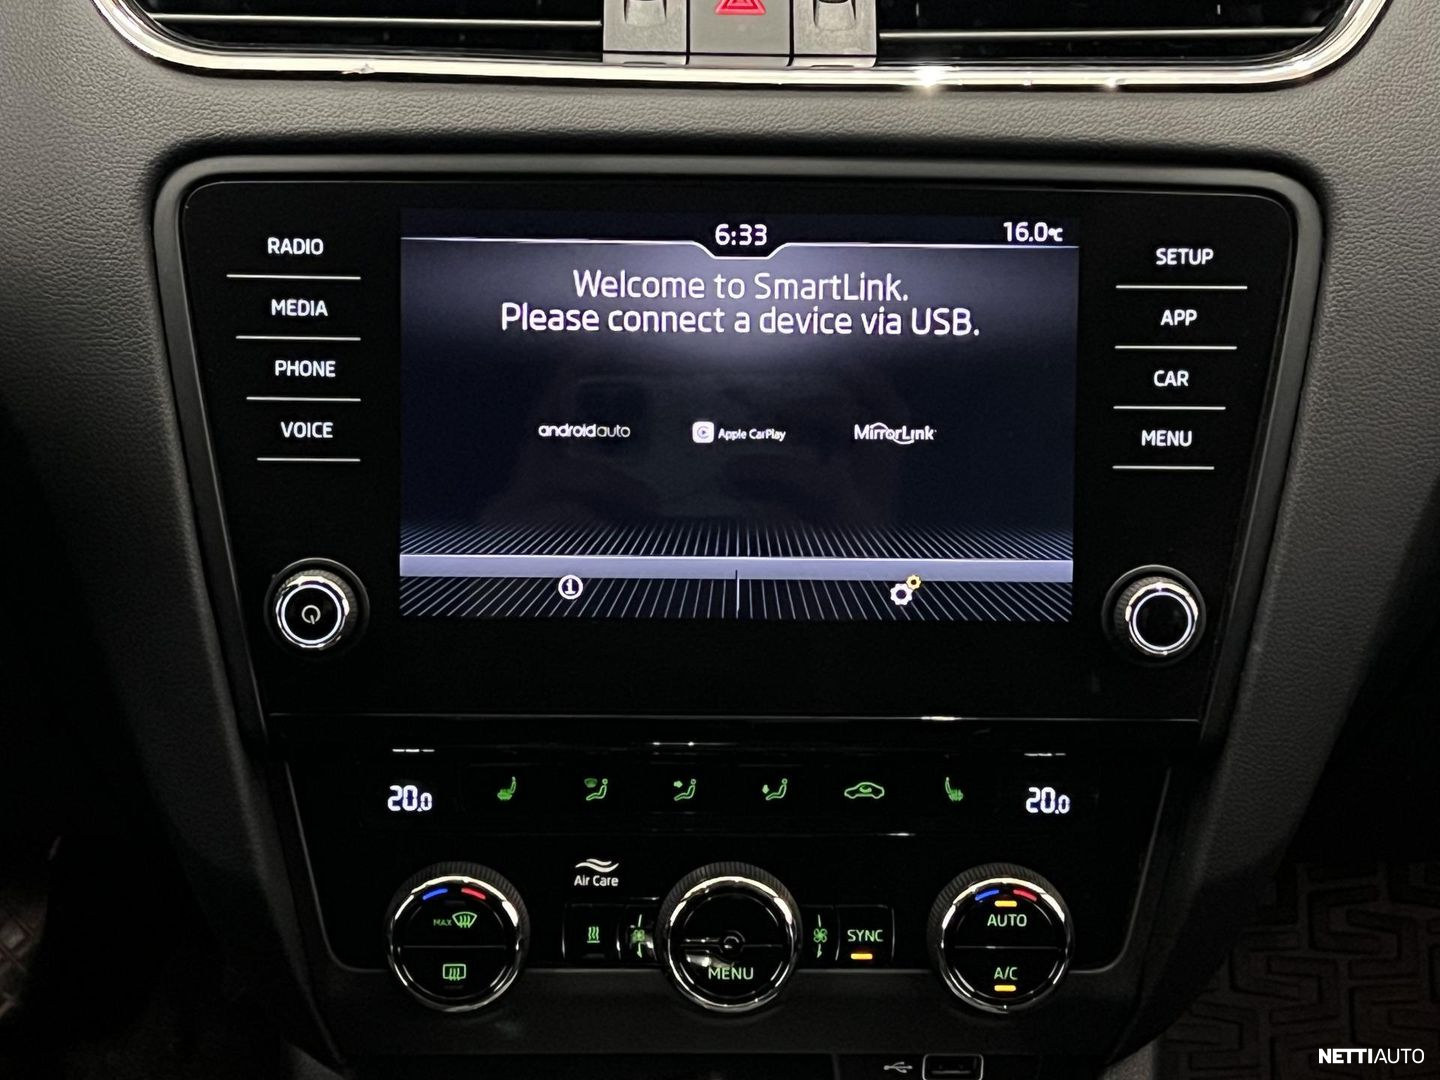 6:33
16.0°C
RADIO
MEDIA
PHONE
VOICE
Welcome to SmartLink.
Please connect a device via USB.
androidauto
Apple CarPlay
MirrorLink
SETUP
APP
CAR
MENU
20.0
20.0
Air Care
MAX
MENU
SYNC
AUTO
A/C
NETTIAUTO